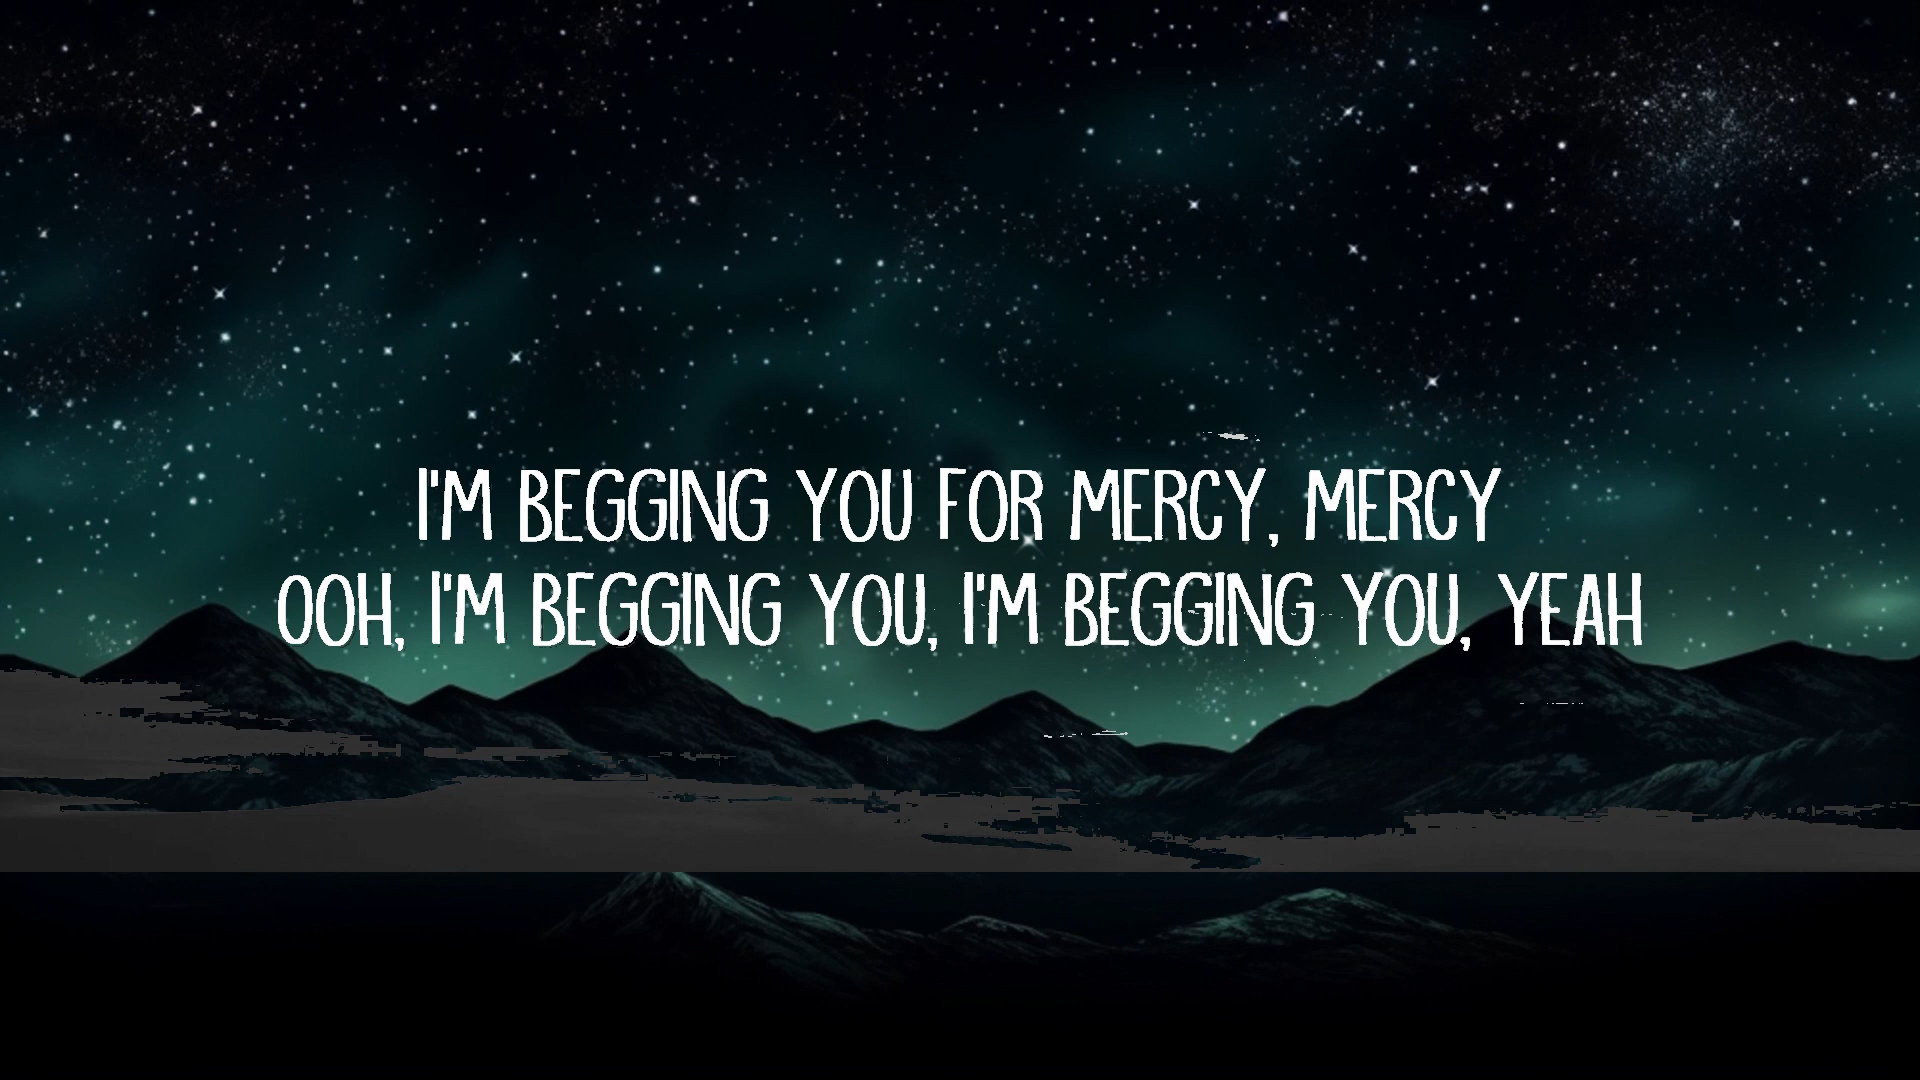 I'M BEGGING YOU FOR MERCY, MERCY
OOH, I'M BEGGING YOU, I'M BEGGING YOU, YEAH